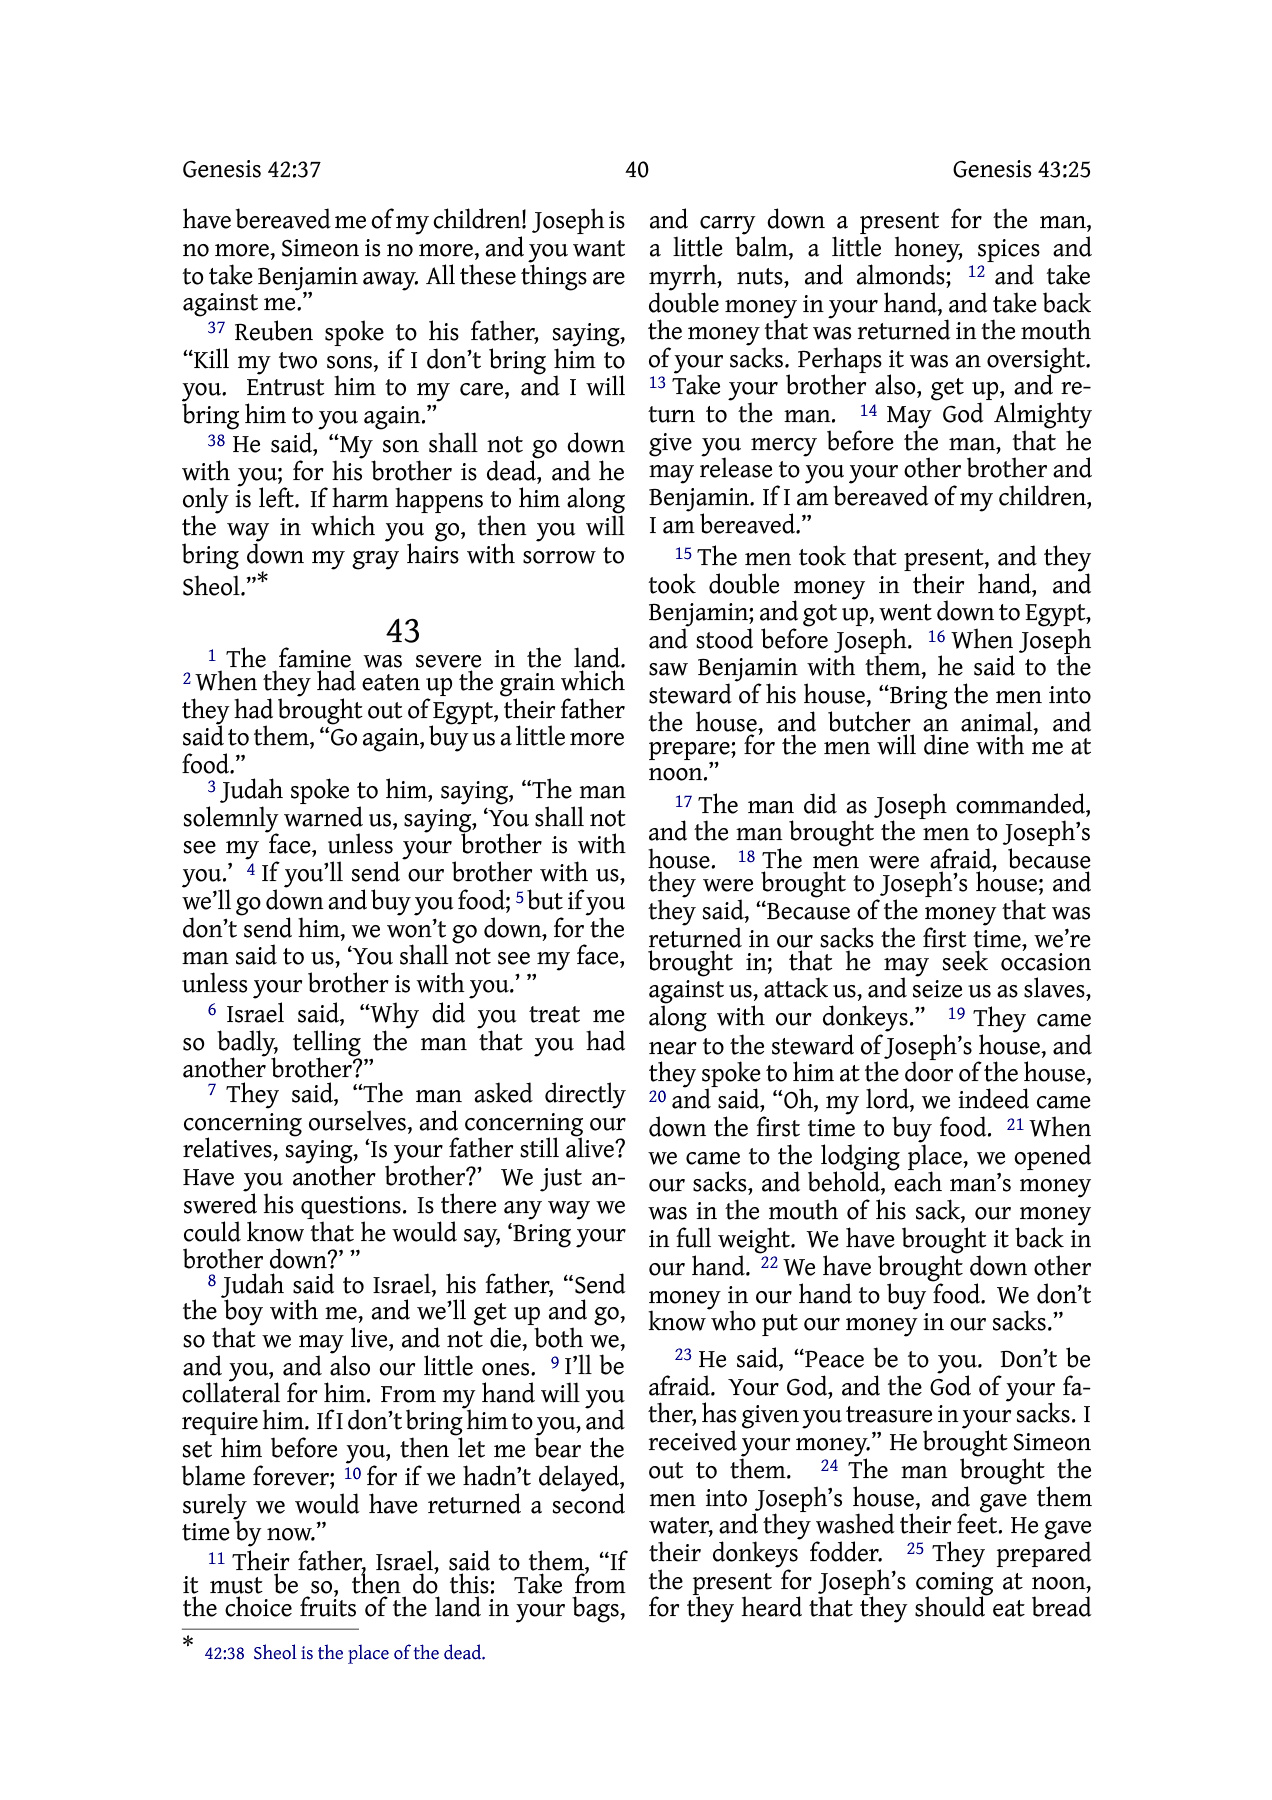 Genesis 42:37 40 Genesis 43:25
have bereaved me of my children! Joseph is
no more, Simeon is no more, and you want
to take Benjamin away. All these things are
against me.”
37 Reuben spoke to his father, saying,
“Kill my two sons, if I don’t bring him to
you. Entrust him to my care, and I will
bring him to you again.”
38 He said, “My son shall not go down
with you; for his brother is dead, and he
only is left. If harm happens to him along
the way in which you go, then you will
bring down my gray hairs with sorrow to
Sheol.”*
43
1 The famine was severe in the land.
2 When they had eaten up the grain which
they had brought out of Egypt, their father
said to them, “Go again, buy us a little more
food.”
3 Judah spoke to him, saying, “The man
solemnly warned us, saying, ‘You shall not
see my face, unless your brother is with
you.’ 4 If you’ll send our brother with us,
we’ll go down and buy you food; 5 but if you
don’t send him, we won’t go down, for the
man said to us, ‘You shall not see my face,
unless your brother is with you.’ ”
6 Israel said, “Why did you treat me
so badly, telling the man that you had
another brother?”
7 They said, “The man asked directly
concerning ourselves, and concerning our
relatives, saying, ‘Is your father still alive?
Have you another brother?’ We just an-
swered his questions. Is there any way we
could know that he would say, ‘Bring your
brother down?’ ”
8 Judah said to Israel, his father, “Send
the boy with me, and we’ll get up and go,
so that we may live, and not die, both we,
and you, and also our little ones. 9 I’ll be
collateral for him. From my hand will you
require him. If I don’t bring him to you, and
set him before you, then let me bear the
blame forever; 10 for if we hadn’t delayed,
surely we would have returned a second
time by now.”
11 Their father, Israel, said to them, “If
it must be so, then do this: Take from
the choice fruits of the land in your bags,
and carry down a present for the man,
a little balm, a little honey, spices and
myrrh, nuts, and almonds; 12 and take
double money in your hand, and take back
the money that was returned in the mouth
of your sacks. Perhaps it was an oversight.
13 Take your brother also, get up, and re-
turn to the man. 14 May God Almighty
give you mercy before the man, that he
may release to you your other brother and
Benjamin. If I am bereaved of my children,
I am bereaved.”
15 The men took that present, and they
took double money in their hand, and
Benjamin; and got up, went down to Egypt,
and stood before Joseph. 16 When Joseph
saw Benjamin with them, he said to the
steward of his house, “Bring the men into
the house, and butcher an animal, and
prepare; for the men will dine with me at
noon.”
17 The man did as Joseph commanded,
and the man brought the men to Joseph’s
house. 18 The men were afraid, because
they were brought to Joseph’s house; and
they said, “Because of the money that was
returned in our sacks the first time, we’re
brought in; that he may seek occasion
against us, attack us, and seize us as slaves,
along with our donkeys.” 19 They came
near to the steward of Joseph’s house, and
they spoke to him at the door of the house,
20 and said, “Oh, my lord, we indeed came
down the first time to buy food. 21 When
we came to the lodging place, we opened
our sacks, and behold, each man’s money
was in the mouth of his sack, our money
in full weight. We have brought it back in
our hand. 22 We have brought down other
money in our hand to buy food. We don’t
know who put our money in our sacks.”
23 He said, “Peace be to you. Don’t be
afraid. Your God, and the God of your fa-
ther, has given you treasure in your sacks. I
received your money.” He brought Simeon
out to them. 24 The man brought the
men into Joseph’s house, and gave them
water, and they washed their feet. He gave
their donkeys fodder. 25 They prepared
the present for Joseph’s coming at noon,
for they heard that they should eat bread
* 42:38 Sheol is the place of the dead.